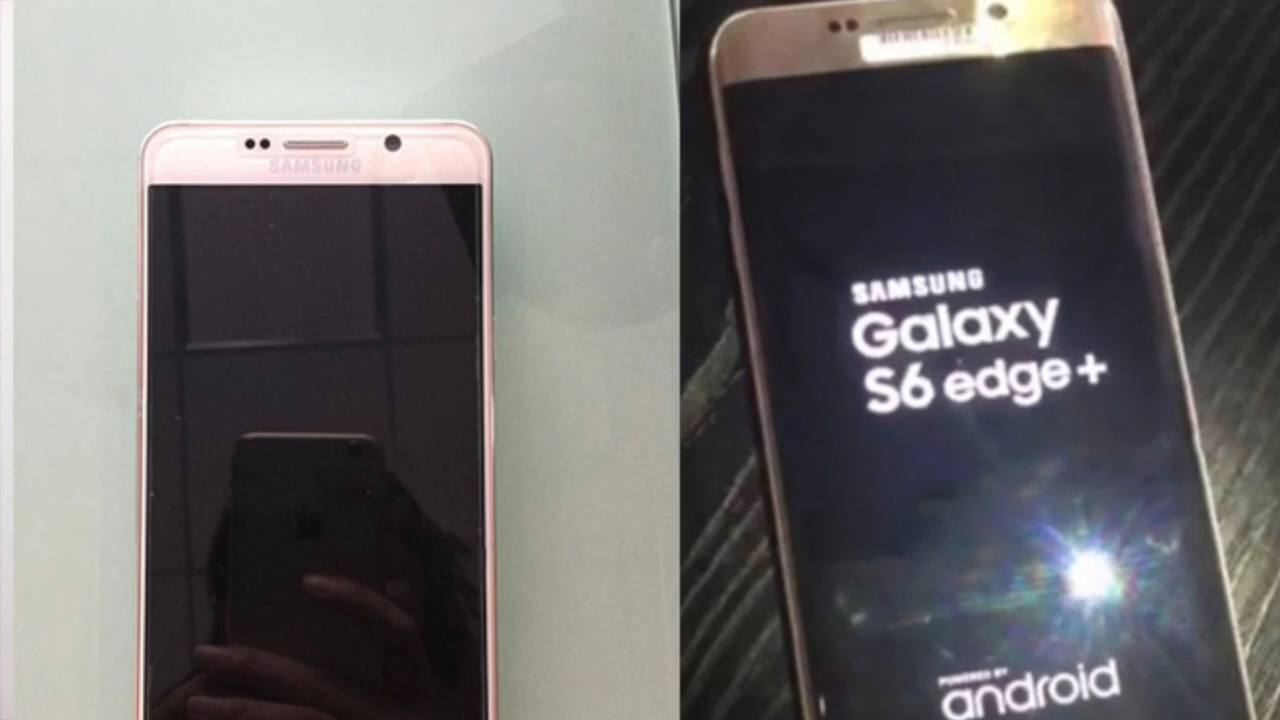 SAMSUNG
SAMSUNG
Galaxy
S6 edge+
POWERED BY
android